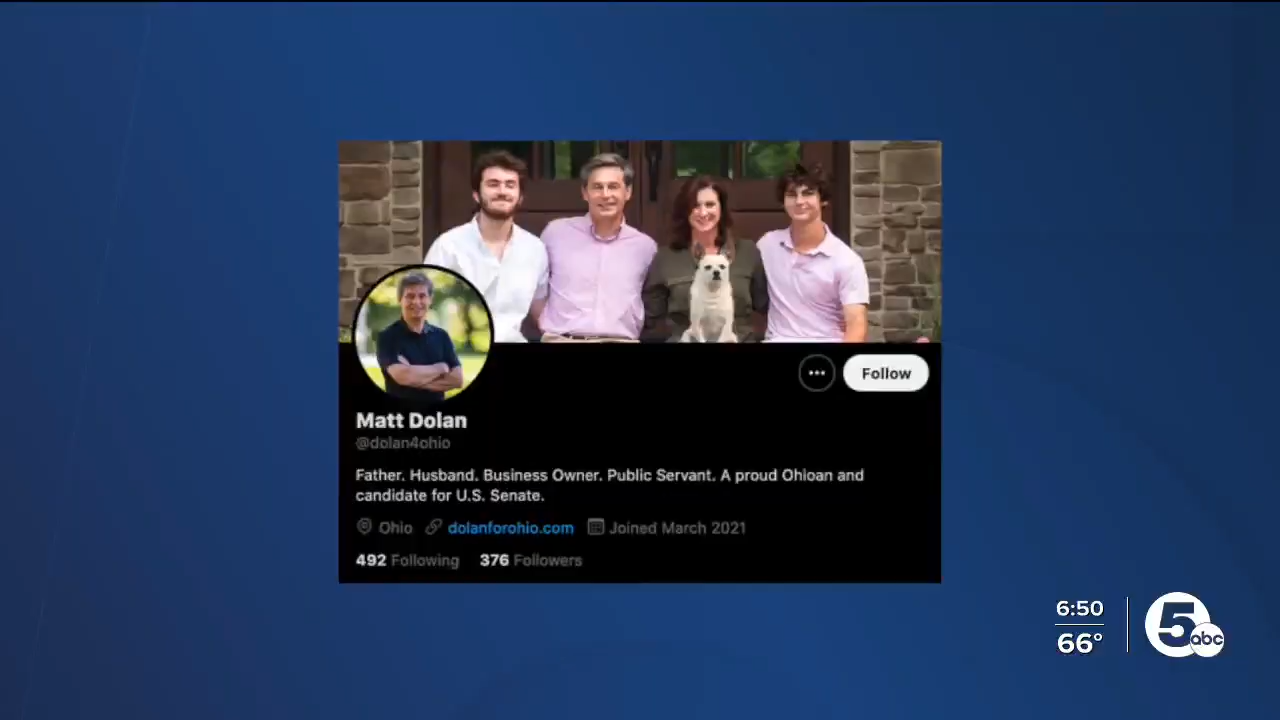 Follow
Matt Dolan
@dolan4ohio
Father. Husband. Business Owner. Public Servant. A proud Ohioan and
candidate for U.S. Senate.
Ohio dolanforohio.com Joined March 2021
492 Following 376 Followers
6:50
66°
5 abc